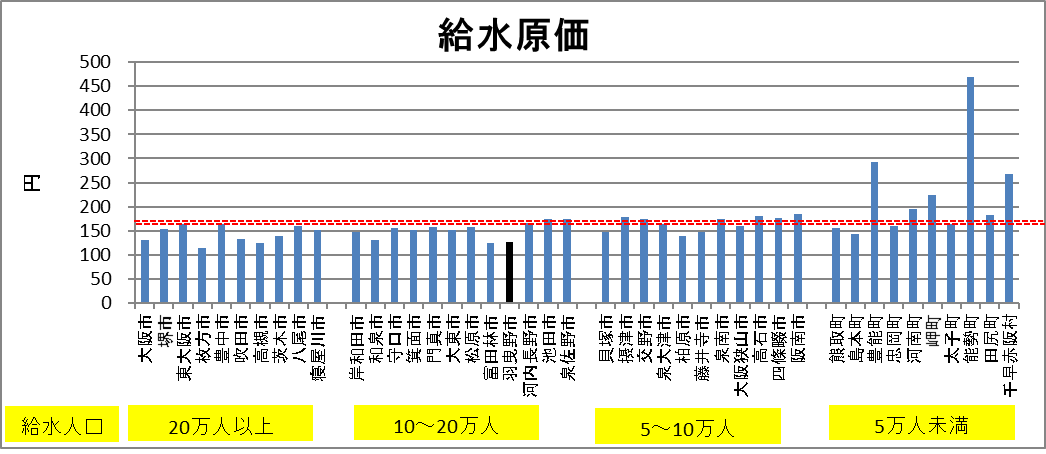 給水原価
500
450
400
350
300
250
200
150
100
50
0
円
大阪市
堺市
東大阪市
枚方市
豊中市
吹田市
高槻市
茨木市
八尾市
寝屋川市
岸和田市
和泉市
守口市
箕面市
門真市
大東市
松原市
富田林市
羽曳野市
河内長野市
池田市
泉佐野市
貝塚市
摂津市
交野市
泉大津市
柏原市
藤井寺市
泉南市
大阪狭山市
高石市
四條畷市
阪南市
熊取町
島本町
豊能町
忠岡町
河南町
岬町
太子町
能勢町
田尻町
千早赤阪村
給水人口
20万人以上
10～20万人
5～10万人
5万人未満